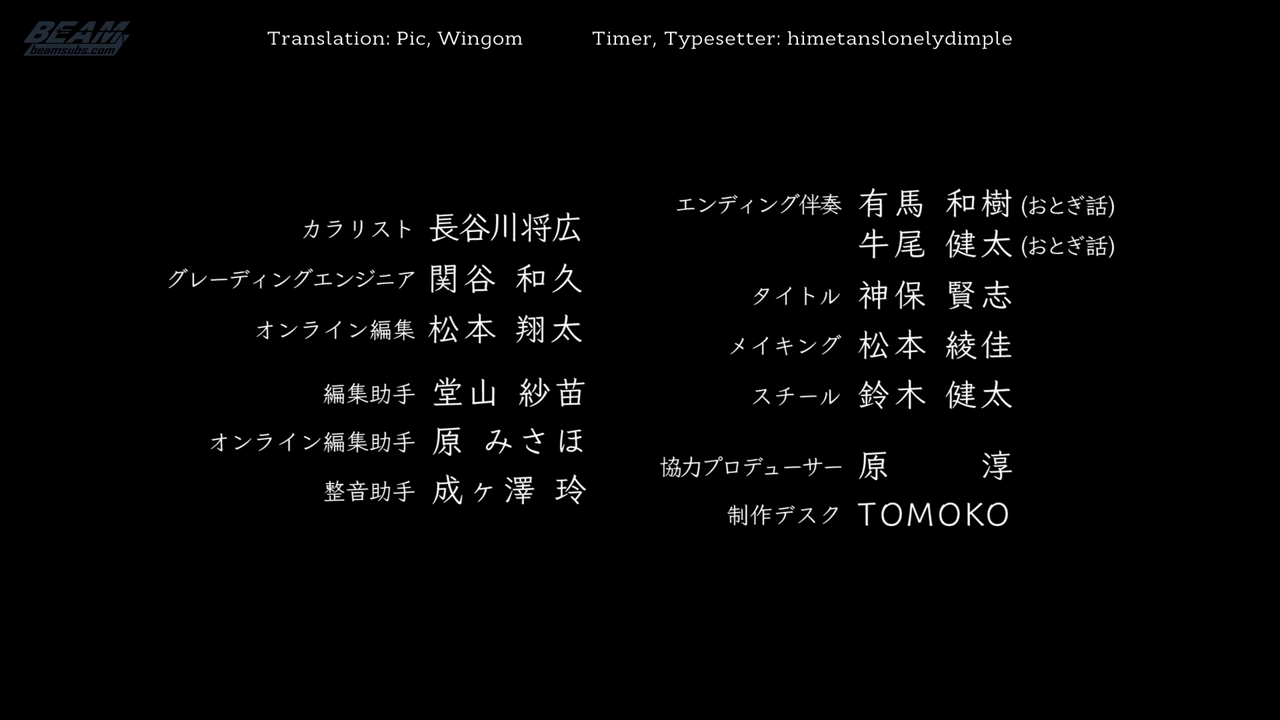 BEAM
beamsubs.com
Translation: Pic, Wingom
Timer, Typesetter: himetanslonelydimple
カラリスト 長谷川将広
グレーディングエンジニア 関谷 和久
オンライン編集 松本 翔太
編集助手 堂山 紗苗
オンライン編集助手 原 みさほ
整音助手 成ヶ澤 玲
エンディング伴奏 有馬 和樹 (おとぎ話)
牛尾 健太 (おとぎ話)
タイトル 神保 賢志
メイキング 松本 綾佳
スチール 鈴木 健太
協力プロデューサー 原 淳
制作デスク TOMOKO